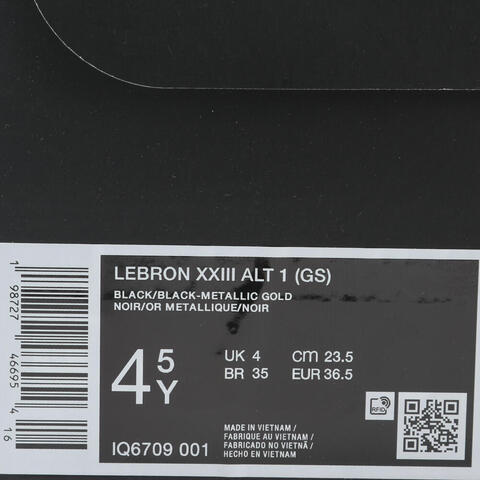 LEBRON XXIII ALT 1 (GS)
BLACK/BLACK-METALLIC GOLD
NOIR/OR METALLIQUE/NOIR
4 5 Y
UK 4 CM 23.5
BR 35 EUR 36.5
RFID
IQ6709 001
MADE IN VIETNAM /
FABRIQUE AU VIETNAM /
FABRICADO NO VIETNÃ /
HECHO EN VIETNAM
1 98727 46695 4 16